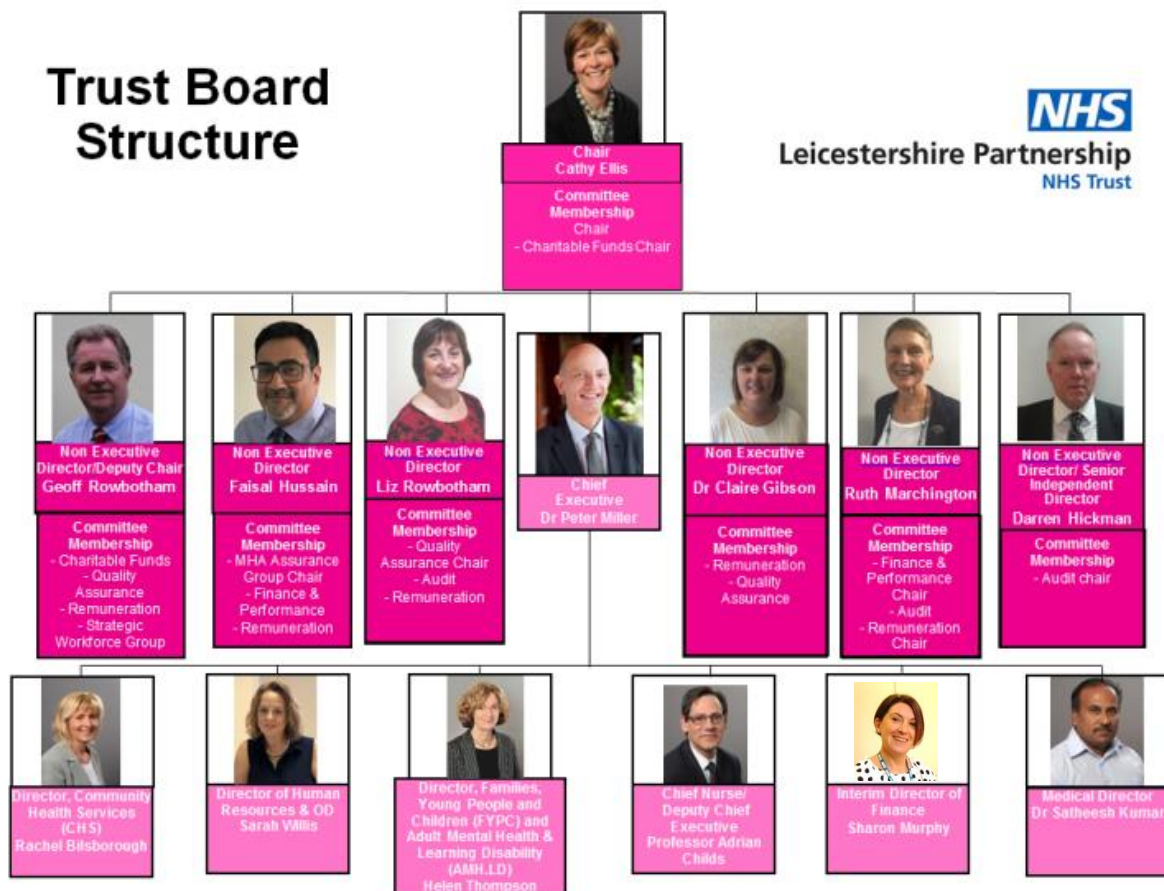 Trust Board
Structure
NHS
Leicestershire Partnership
NHS Trust
Chair
Cathy Ellis
Committee
Membership
Chair
- Charitable Funds Chair
Non Executive
Director/Deputy Chair
Geoff Rowbotham
Committee
Membership
- Charitable Funds
- Quality
Assurance
- Remuneration
- Strategic
Workforce Group
Non Executive
Director
Faisal Hussain
Committee
Membership
- MHA Assurance
Group Chair
- Finance &
Performance
- Remuneration
Non Executive
Director
Liz Rowbotham
Committee
Membership
- Quality
Assurance Chair
- Audit
- Remuneration
Chief
Executive
Dr Peter Miller
Non Executive
Director
Dr Claire Gibson
Committee
Membership
- Remuneration
- Quality
Assurance
Non Executive
Director
Ruth Marchington
Committee
Membership
- Finance &
Performance
Chair
- Audit
- Remuneration
Chair
Non Executive
Director/ Senior
Independent
Director
Darren Hickman
Committee
Membership
- Audit chair
Director, Community
Health Services
(CHS)
Rachel Bilsborough
Director of Human
Resources & OD
Sarah Willis
Director, Families,
Young People and
Children (FYPC) and
Adult Mental Health &
Learning Disability
(AMH.LD)
Helen Thompson
Chief Nurse/
Deputy Chief
Executive
Professor Adrian
Childs
Interim Director of
Finance
Sharon Murphy
Medical Director
Dr Satheesh Kumar